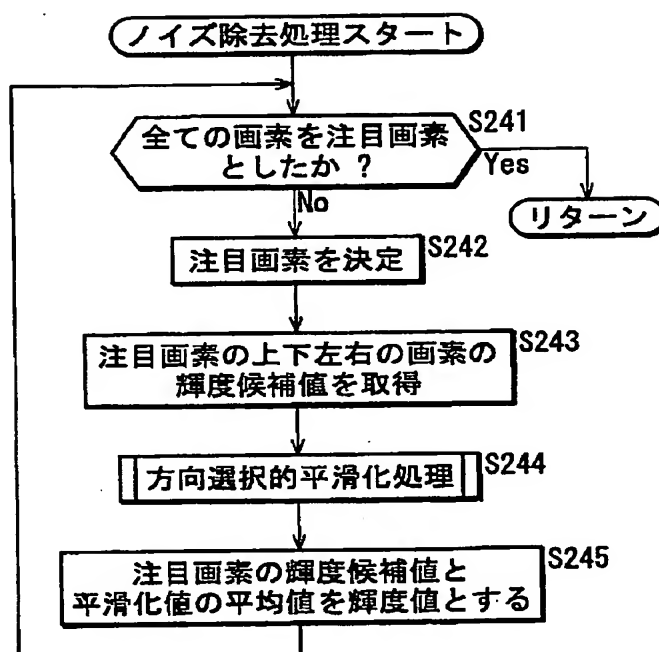 ノイズ除去処理スタート
全ての画素を注目画素
としたか ?
S241
Yes
No
リターン
注目画素を決定
S242
注目画素の上下左右の画素の
輝度候補値を取得
S243
方向選択的平滑化処理
S244
注目画素の輝度候補値と
平滑化値の平均値を輝度値とする
S245